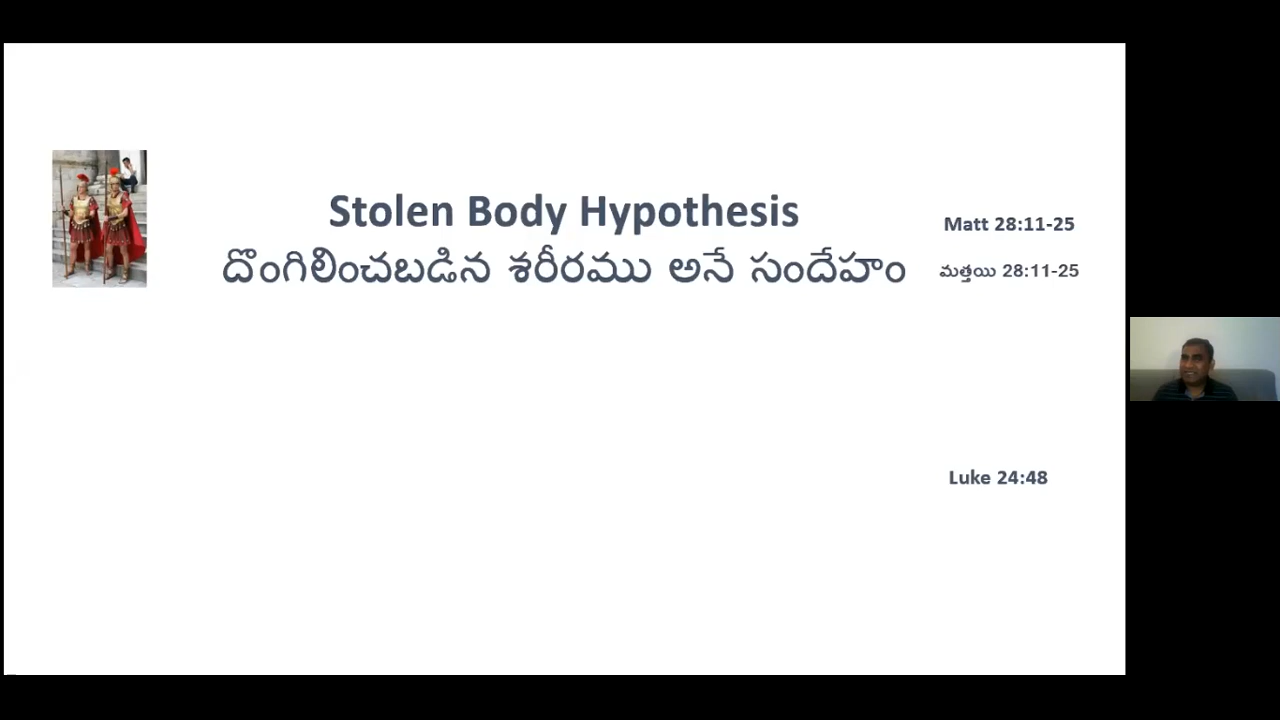 Stolen Body Hypothesis
Matt 28:11-25
దొంగిలించబడిన శరీరము అనే సందేహం
మత్తయి 28:11-25
Luke 24:48